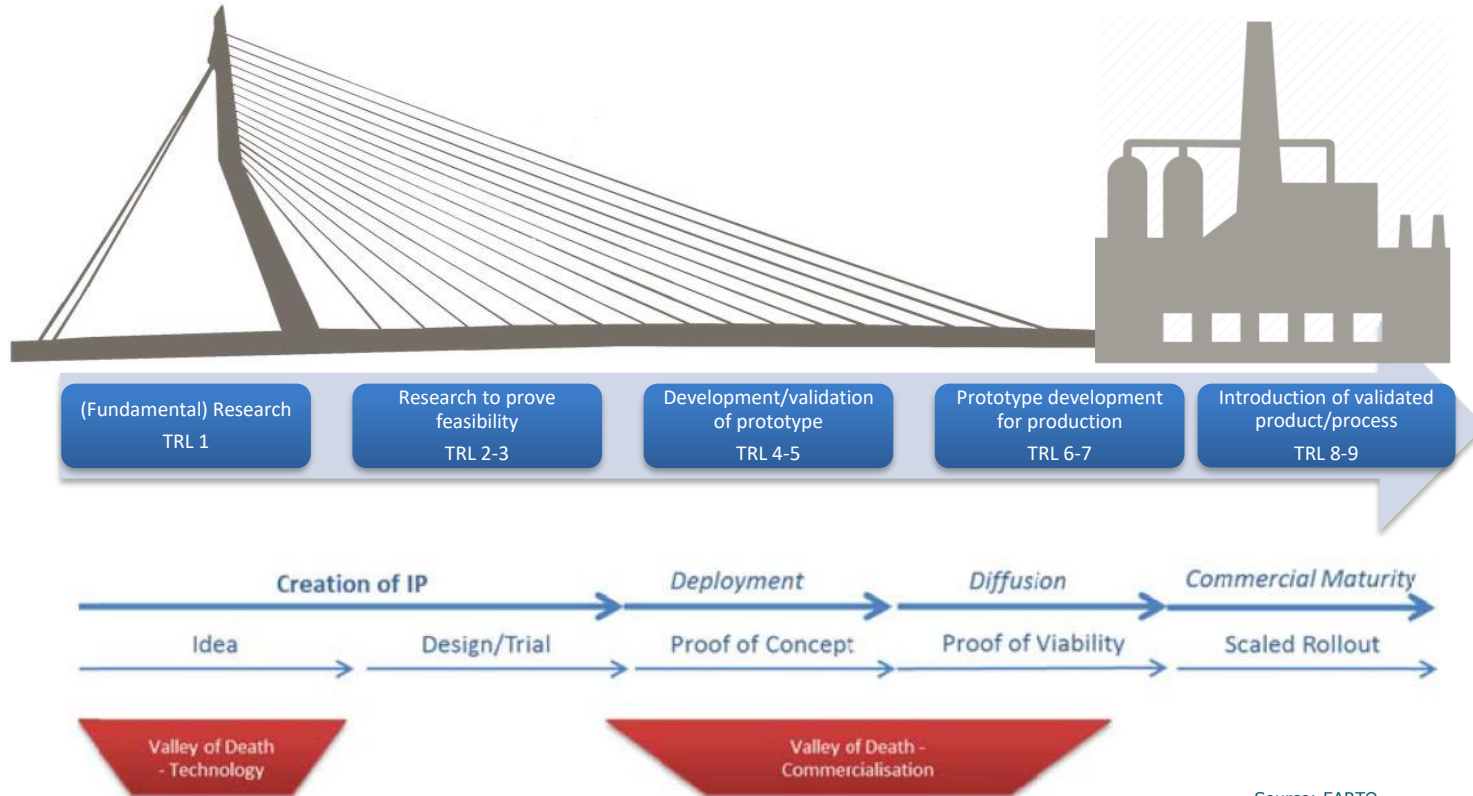 (Fundamental) Research
TRL 1
Research to prove
feasibility
TRL 2-3
Development/validation
of prototype
TRL 4-5
Prototype development
for production
TRL 6-7
Introduction of validated
product/process
TRL 8-9
Creation of IP
Deployment
Diffusion
Commercial Maturity
Idea
Design/Trial
Proof of Concept
Proof of Viability
Scaled Rollout
Valley of Death
- Technology
Valley of Death -
Commercialisation
Source: EARTO